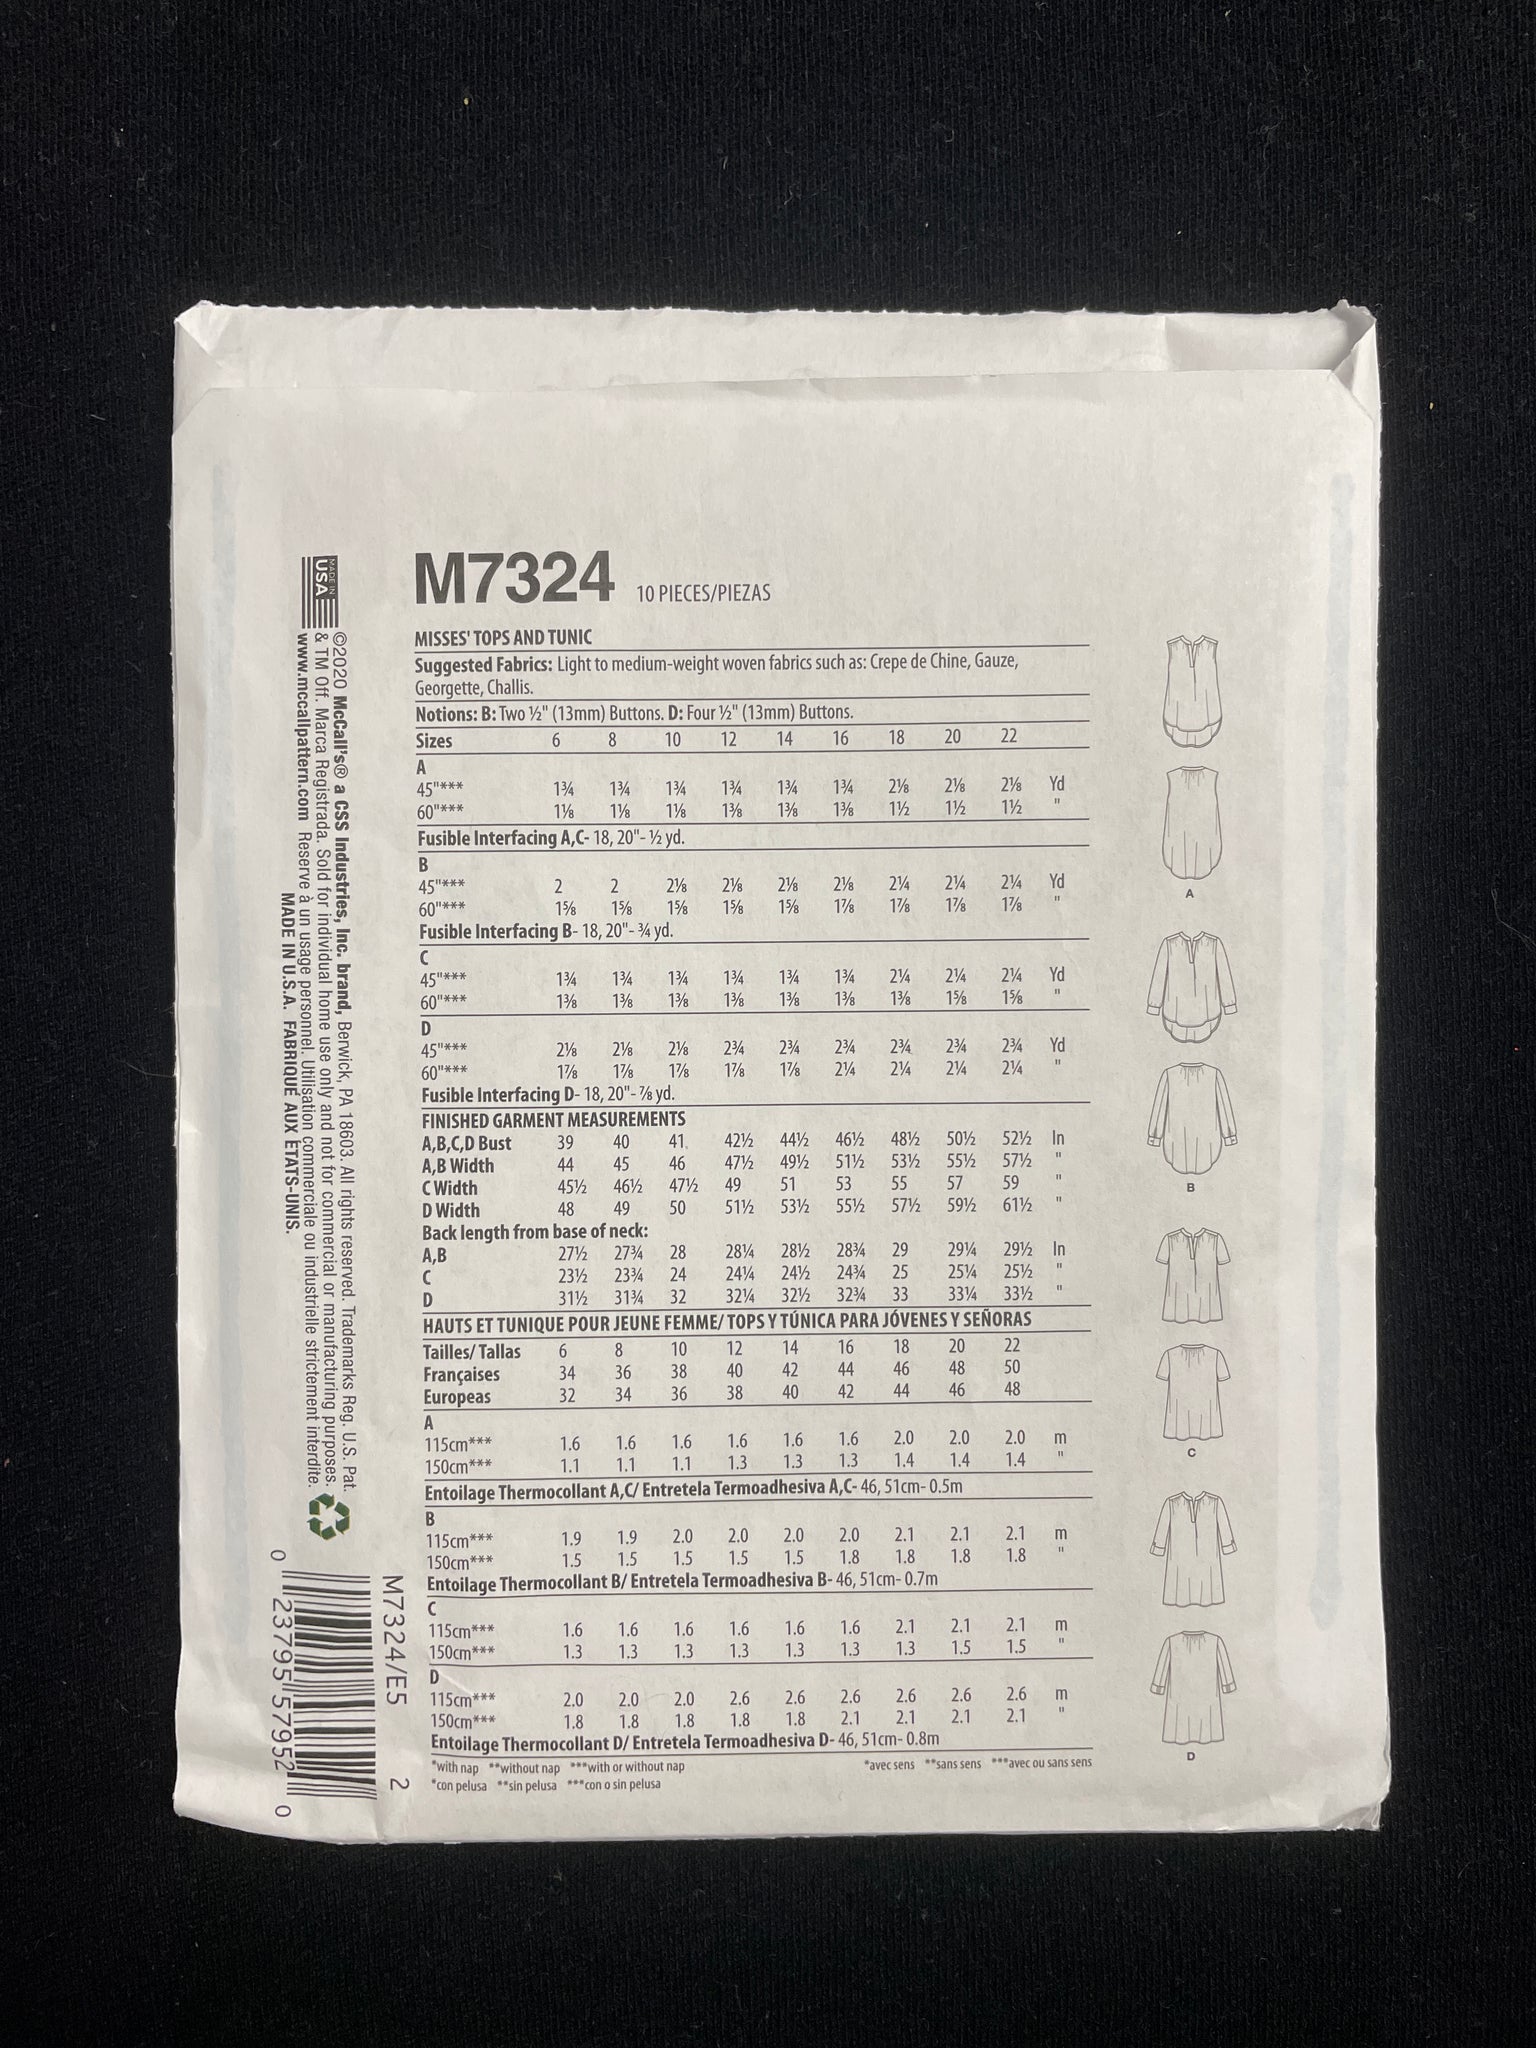 M7324 10 PIECES/PIEZAS
MISSES' TOPS AND TUNIC
Suggested Fabrics: Light to medium-weight woven fabrics such as: Crepe de Chine, Gauze,
Georgette, Challis.
Notions: B: Two ½" (13mm) Buttons. D: Four ½" (13mm) Buttons.
Sizes 6 8 10 12 14 16 18 20 22
A
45"*** 1¾ 1¾ 1¾ 1¾ 1¾ 1¾ 2⅛ 2⅛ 2⅛ Yd
60"*** 1⅛ 1⅛ 1⅛ 1⅜ 1⅜ 1⅜ 1½ 1½ 1½ "
Fusible Interfacing A,C- 18, 20"- ½ yd.
B
45"*** 2 2 2⅛ 2⅛ 2⅛ 2⅛ 2¼ 2¼ 2¼ Yd
60"*** 1⅝ 1⅝ 1⅝ 1⅝ 1⅝ 1⅞ 1⅞ 1⅞ 1⅞ "
Fusible Interfacing B- 18, 20"- ¾ yd.
C
45"*** 1¾ 1¾ 1¾ 1¾ 1¾ 1¾ 2¼ 2¼ 2¼ Yd
60"*** 1⅜ 1⅜ 1⅜ 1⅜ 1⅜ 1⅜ 1⅜ 1⅝ 1⅝ "
D
45"*** 2⅛ 2⅛ 2⅛ 2¾ 2¾ 2¾ 2¾ 2¾ 2¾ Yd
60"*** 1⅞ 1⅞ 1⅞ 1⅞ 1⅞ 2¼ 2¼ 2¼ 2¼ "
Fusible Interfacing D- 18, 20"- ⅞ yd.
FINISHED GARMENT MEASUREMENTS
A,B,C,D Bust 39 40 41 42½ 44½ 46½ 48½ 50½ 52½ In
A,B Width 44 45 46 47½ 49½ 51½ 53½ 55½ 57½ "
C Width 45½ 46½ 47½ 49 51 53 55 57 59 "
D Width 48 49 50 51½ 53½ 55½ 57½ 59½ 61½ "
Back length from base of neck:
A,B 27½ 27¾ 28 28¼ 28½ 28¾ 29 29¼ 29½ In
C 23½ 23¾ 24 24¼ 24½ 24¾ 25 25¼ 25½ "
D 31½ 31¾ 32 32¼ 32½ 32¾ 33 33¼ 33½ "
HAUTS ET TUNIQUE POUR JEUNE FEMME/ TOPS Y TÚNICA PARA JÓVENES Y SEÑORAS
Tailles/ Tallas 6 8 10 12 14 16 18 20 22
Françaises 34 36 38 40 42 44 46 48 50
Europeas 32 34 36 38 40 42 44 46 48
A
115cm*** 1.6 1.6 1.6 1.6 1.6 1.6 2.0 2.0 2.0 m
150cm*** 1.1 1.1 1.1 1.3 1.3 1.3 1.4 1.4 1.4 "
Entoilage Thermocollant A,C/ Entretela Termoadhesiva A,C- 46, 51cm- 0.5m
B
115cm*** 1.9 1.9 2.0 2.0 2.0 2.0 2.1 2.1 2.1 m
150cm*** 1.5 1.5 1.5 1.5 1.5 1.8 1.8 1.8 1.8 "
Entoilage Thermocollant B/ Entretela Termoadhesiva B- 46, 51cm- 0.7m
C
115cm*** 1.6 1.6 1.6 1.6 1.6 1.6 2.1 2.1 2.1 m
150cm*** 1.3 1.3 1.3 1.3 1.3 1.3 1.3 1.5 1.5 "
D
115cm*** 2.0 2.0 2.0 2.6 2.6 2.6 2.6 2.6 2.6 m
150cm*** 1.8 1.8 1.8 1.8 1.8 2.1 2.1 2.1 2.1 "
Entoilage Thermocollant D/ Entretela Termoadhesiva D- 46, 51cm- 0.8m
*with nap **without nap ***with or without nap *avec sens **sans sens ***avec ou sans sens
*con pelusa **sin pelusa ***con o sin pelusa
A
B
C
D
MADE IN
USA
©2020 McCall's® a CSS Industries, Inc. brand, Berwick, PA 18603. All rights reserved. Trademarks Reg. U.S. Pat.
& TM Off. Marca Registrada. Sold for individual home use only and not for commercial or manufacturing purposes.
www.mccallpattern.com Reservé à un usage personnel. Utilisation commerciale ou industrielle strictement interdite.
MADE IN U.S.A. FABRIQUÉ AUX ÉTATS-UNIS.
M7324/E5 2
0 23795 57952 0